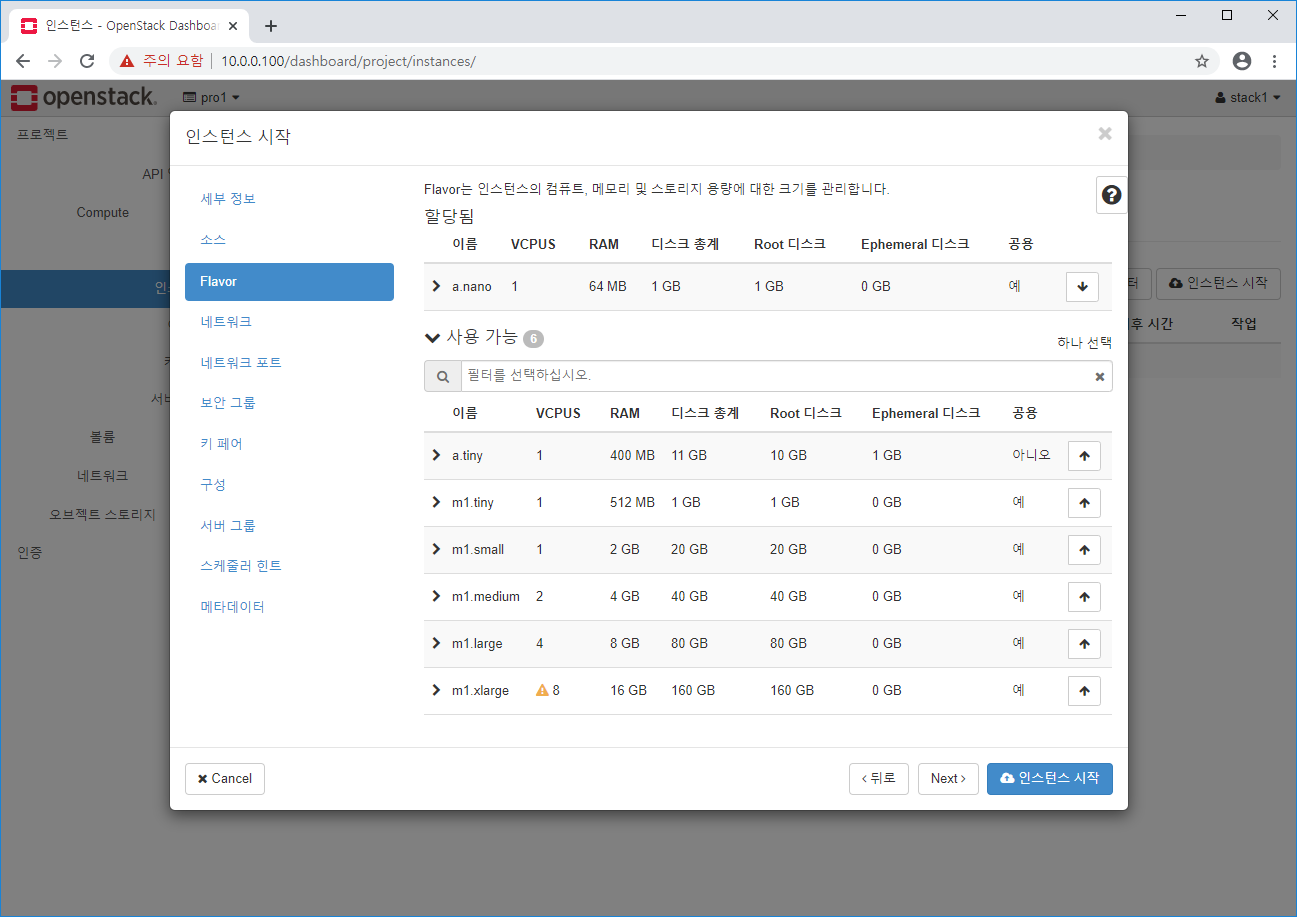 인스턴스 - OpenStack Dashboa
주의 요함 10.0.0.100/dashboard/project/instances/
openstack. pro1 stack1
프로젝트
API
Compute
볼륨
네트워크
오브젝트 스토리지
인증
인스턴스 시작
후 시간 작업
인스턴스 시작
세부 정보
소스
Flavor
네트워크
네트워크 포트
보안 그룹
키 페어
구성
서버 그룹
스케줄러 힌트
메타데이터
Flavor는 인스턴스의 컴퓨트, 메모리 및 스토리지 용량에 대한 크기를 관리합니다.
할당됨
이름 VCPUS RAM 디스크 총계 Root 디스크 Ephemeral 디스크 공용
a.nano 1 64 MB 1 GB 1 GB 0 GB 예
사용 가능 6
하나 선택
필터를 선택하십시오.
이름 VCPUS RAM 디스크 총계 Root 디스크 Ephemeral 디스크 공용
a.tiny 1 400 MB 11 GB 10 GB 1 GB 아니오
m1.tiny 1 512 MB 1 GB 1 GB 0 GB 예
m1.small 1 2 GB 20 GB 20 GB 0 GB 예
m1.medium 2 4 GB 40 GB 40 GB 0 GB 예
m1.large 4 8 GB 80 GB 80 GB 0 GB 예
m1.xlarge 8 16 GB 160 GB 160 GB 0 GB 예
Cancel ‹ 뒤로 Next › 인스턴스 시작